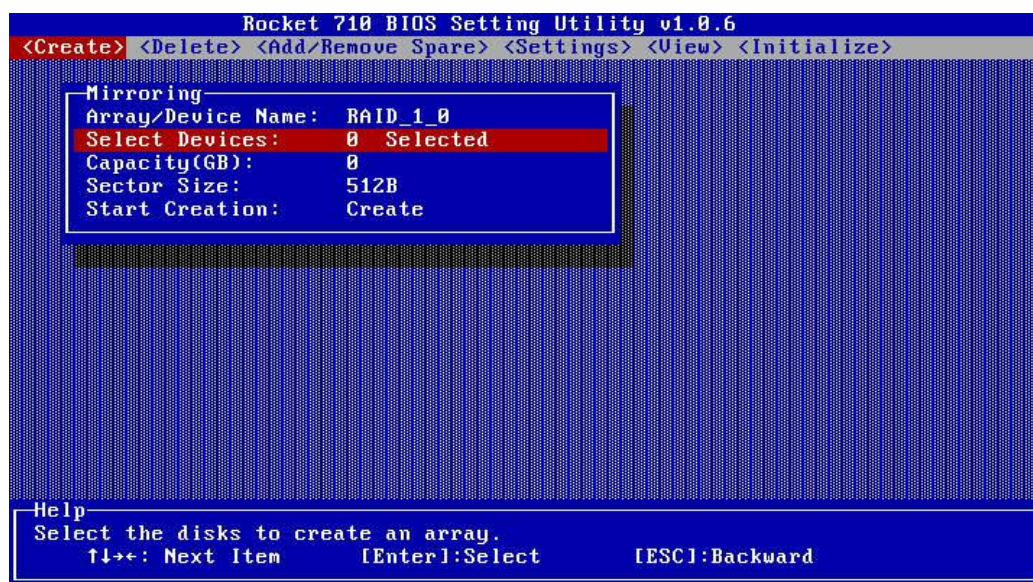 Rocket 710 BIOS Setting Utility v1.0.6
<Create> <Delete> <Add/Remove Spare> <Settings> <View> <Initialize>
Mirroring
Array/Device Name: RAID_1_0
Select Devices: 0 Selected
Capacity(GB): 0
Sector Size: 512B
Start Creation: Create
Help
Select the disks to create an array.
↑↓→←: Next Item [Enter]:Select [ESC]:Backward